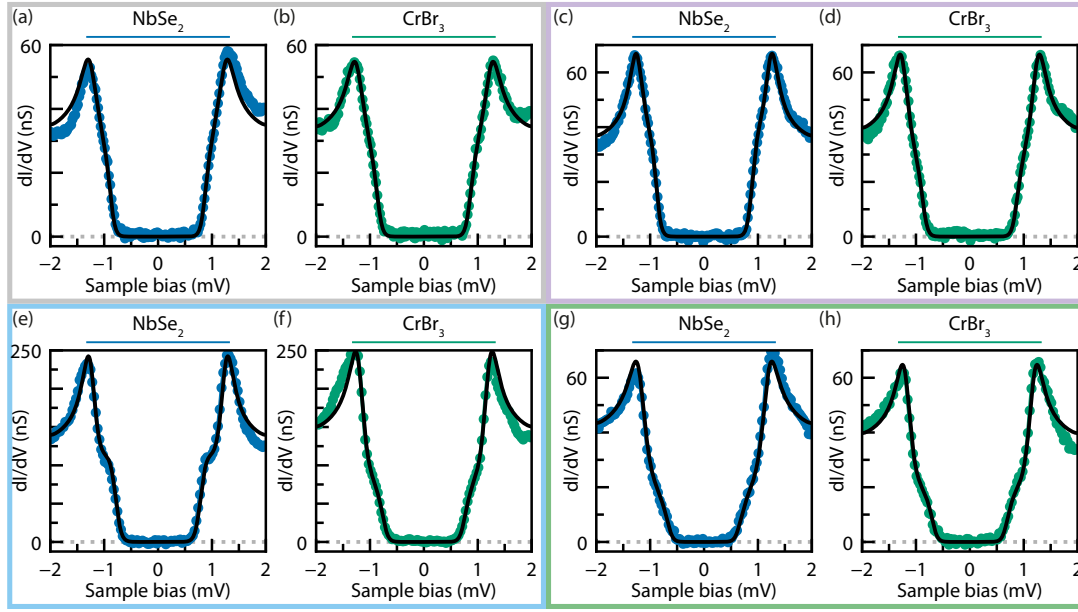 (a) NbSe₂ (b) CrBr₃ (c) NbSe₂ (d) CrBr₃
60 60
dI/dV (nS) dI/dV (nS) dI/dV (nS) dI/dV (nS)
60 60
0 0 0 0
−2 −1 0 1 2 −2 −1 0 1 2 −2 −1 0 1 2 −2 −1 0 1 2
Sample bias (mV) Sample bias (mV) Sample bias (mV) Sample bias (mV)
(e) NbSe₂ (f) CrBr₃ (g) NbSe₂ (h) CrBr₃
250 250
dI/dV (nS) dI/dV (nS) dI/dV (nS) dI/dV (nS)
60 60
0 0 0 0
−2 −1 0 1 2 −2 −1 0 1 2 −2 −1 0 1 2 −2 −1 0 1 2
Sample bias (mV) Sample bias (mV) Sample bias (mV) Sample bias (mV)